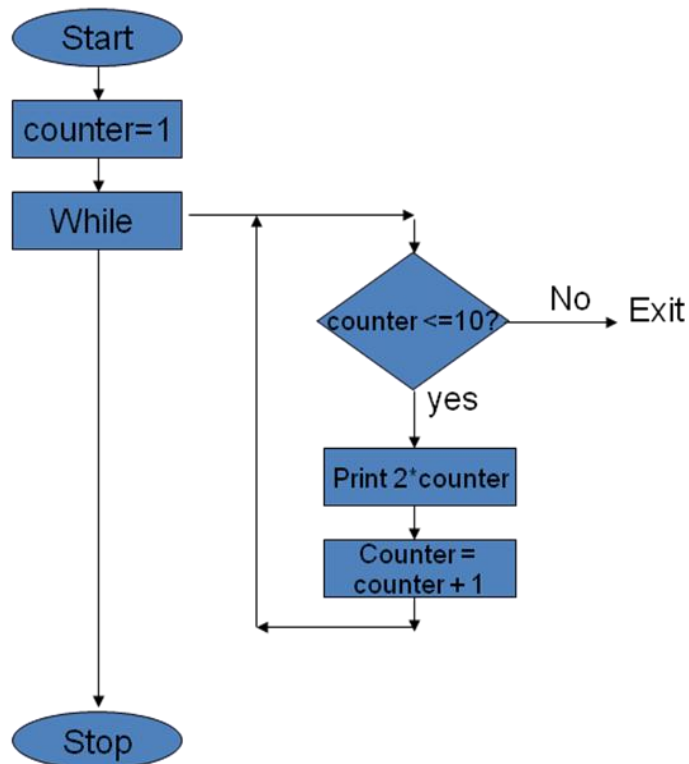 Start
counter=1
While
counter <=10?
No
Exit
yes
Print 2*counter
Counter =
counter + 1
Stop